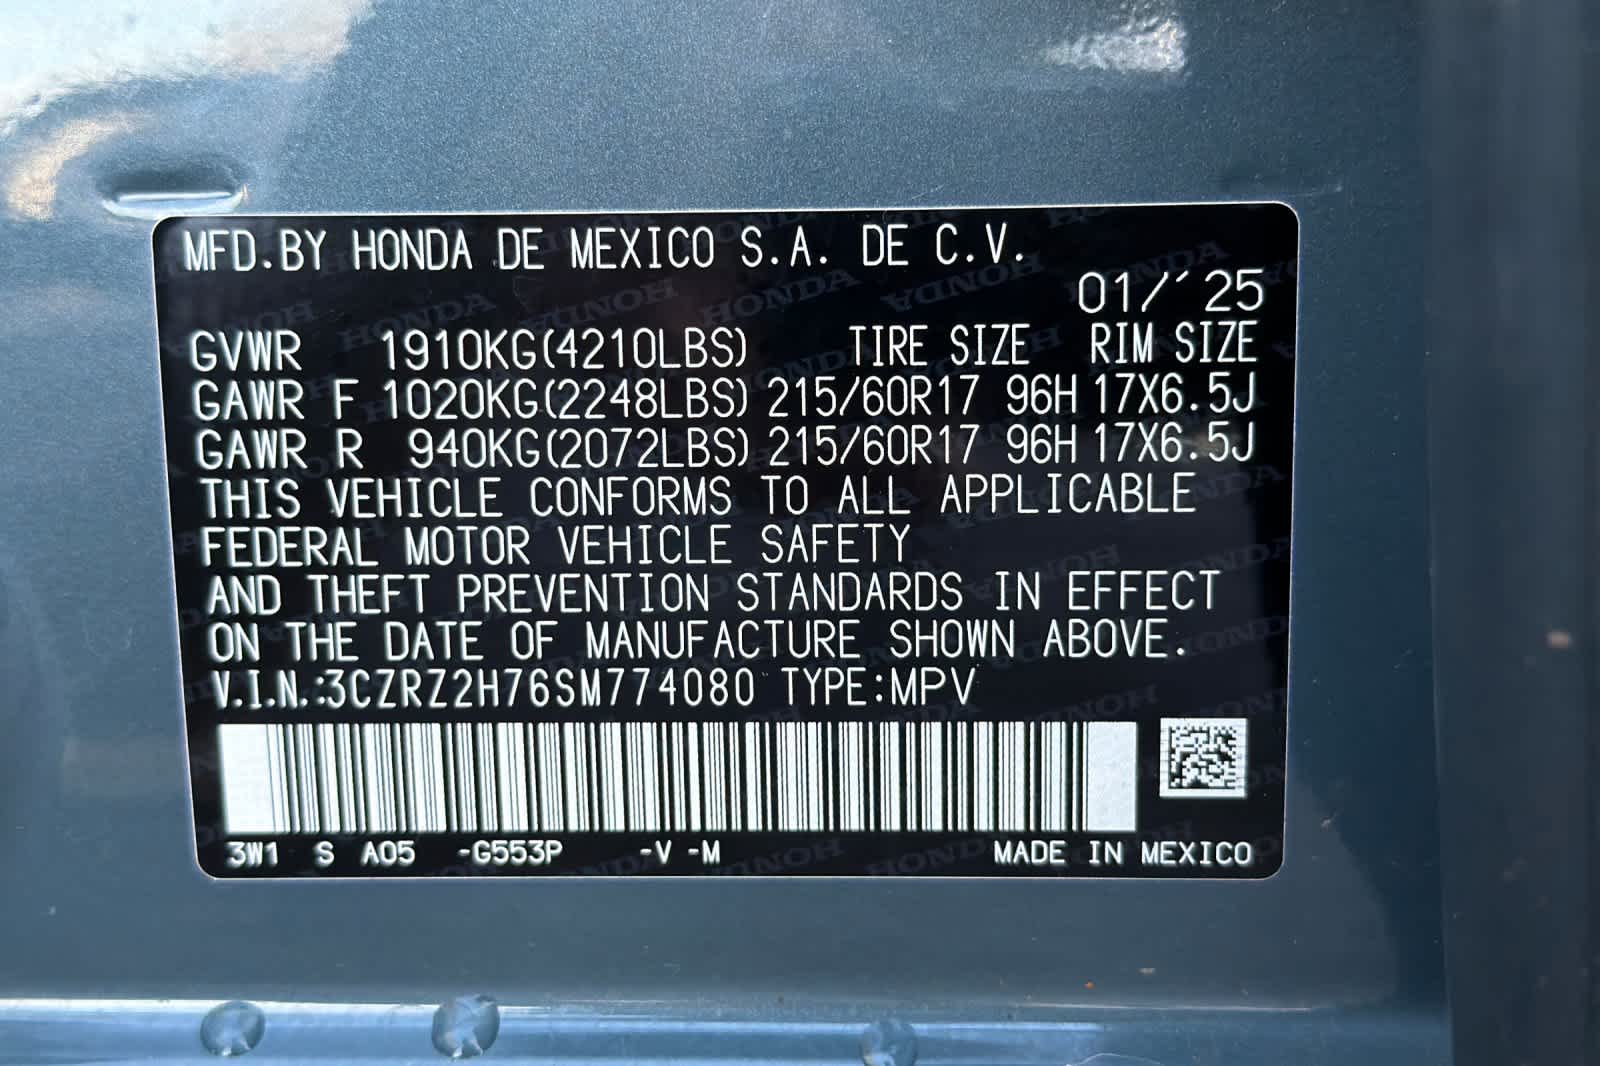 MFD.BY HONDA DE MEXICO S.A. DE C.V.
01/´25
GVWR 1910KG(4210LBS) TIRE SIZE RIM SIZE
GAWR F 1020KG(2248LBS) 215/60R17 96H 17X6.5J
GAWR R 940KG(2072LBS) 215/60R17 96H 17X6.5J
THIS VEHICLE CONFORMS TO ALL APPLICABLE
FEDERAL MOTOR VEHICLE SAFETY
AND THEFT PREVENTION STANDARDS IN EFFECT
ON THE DATE OF MANUFACTURE SHOWN ABOVE.
V.I.N.:3CZRZ2H76SM774080 TYPE:MPV
3W1 S A05 -G553P -V -M MADE IN MEXICO